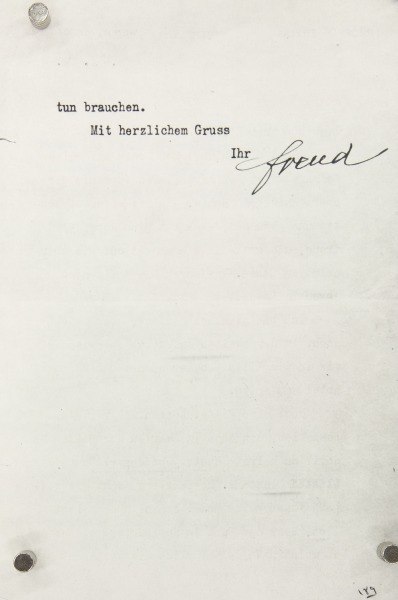 tun brauchen.
Mit herzlichem Gruss
Ihr Freud